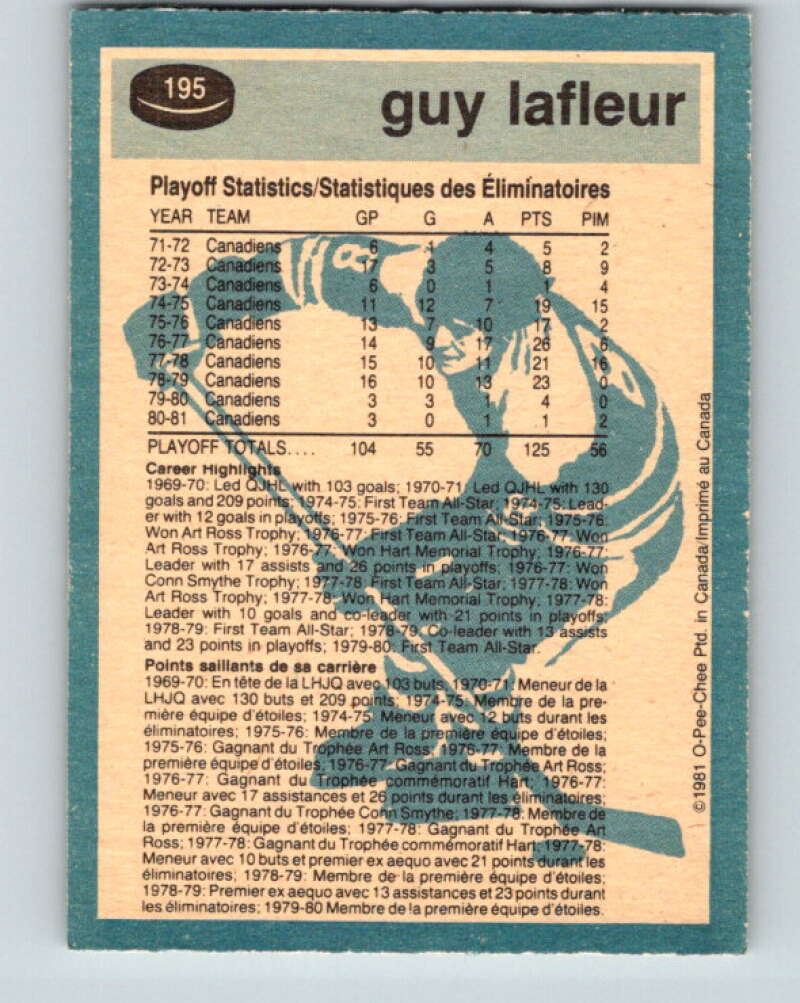 195
guy lafleur
Playoff Statistics/Statistiques des Éliminatoires
YEAR TEAM GP G A PTS PIM
71-72 Canadiens 6 1 4 5 2
72-73 Canadiens 17 3 5 8 9
73-74 Canadiens 6 0 1 1 4
74-75 Canadiens 11 12 7 19 15
75-76 Canadiens 13 7 10 17 2
76-77 Canadiens 14 9 17 26 6
77-78 Canadiens 15 10 11 21 16
78-79 Canadiens 16 10 13 23 0
79-80 Canadiens 3 3 1 4 0
80-81 Canadiens 3 0 1 1 2
PLAYOFF TOTALS.... 104 55 70 125 56
Career Highlights
1969-70: Led QJHL with 103 goals; 1970-71: Led QJHL with 130
goals and 209 points; 1974-75: First Team All-Star; 1974-75: Lead-
er with 12 goals in playoffs; 1975-76: First Team All-Star; 1975-76:
Won Art Ross Trophy; 1976-77: First Team All-Star; 1976-77: Won
Art Ross Trophy; 1976-77: Won Hart Memorial Trophy; 1976-77:
Leader with 17 assists and 26 points in playoffs; 1976-77: Won
Conn Smythe Trophy; 1977-78: First Team All-Star; 1977-78: Won
Art Ross Trophy; 1977-78: Won Hart Memorial Trophy; 1977-78:
Leader with 10 goals and co-leader with 21 points in playoffs;
1978-79: First Team All-Star; 1978-79: Co-leader with 13 assists
and 23 points in playoffs; 1979-80: First Team All-Star.
Points saillants de sa carrière
1969-70: En tête de la LHJQ avec 103 buts; 1970-71: Meneur de la
LHJQ avec 130 buts et 209 points; 1974-75: Membre de la pre-
mière équipe d'étoiles; 1974-75: Meneur avec 12 buts durant les
éliminatoires; 1975-76: Membre de la première équipe d'étoiles;
1975-76: Gagnant du Trophée Art Ross; 1976-77: Membre de la
première équipe d'étoiles; 1976-77: Gagnant du Trophée Art Ross;
1976-77: Gagnant du Trophée commémoratif Hart; 1976-77:
Meneur avec 17 assistances et 26 points durant les éliminatoires;
1976-77: Gagnant du Trophée Conn Smythe; 1977-78: Membre de
la première équipe d'étoiles; 1977-78: Gagnant du Trophée Art
Ross; 1977-78: Gagnant du Trophée commémoratif Hart; 1977-78:
Meneur avec 10 buts et premier ex aequo avec 21 points durant les
éliminatoires; 1978-79: Membre de la première équipe d'étoiles;
1978-79: Premier ex aequo avec 13 assistances et 23 points durant
les éliminatoires; 1979-80 Membre de la première équipe d'étoiles.
©1981 O-Pee-Chee Ptd. in Canada/Imprimé au Canada
8
8